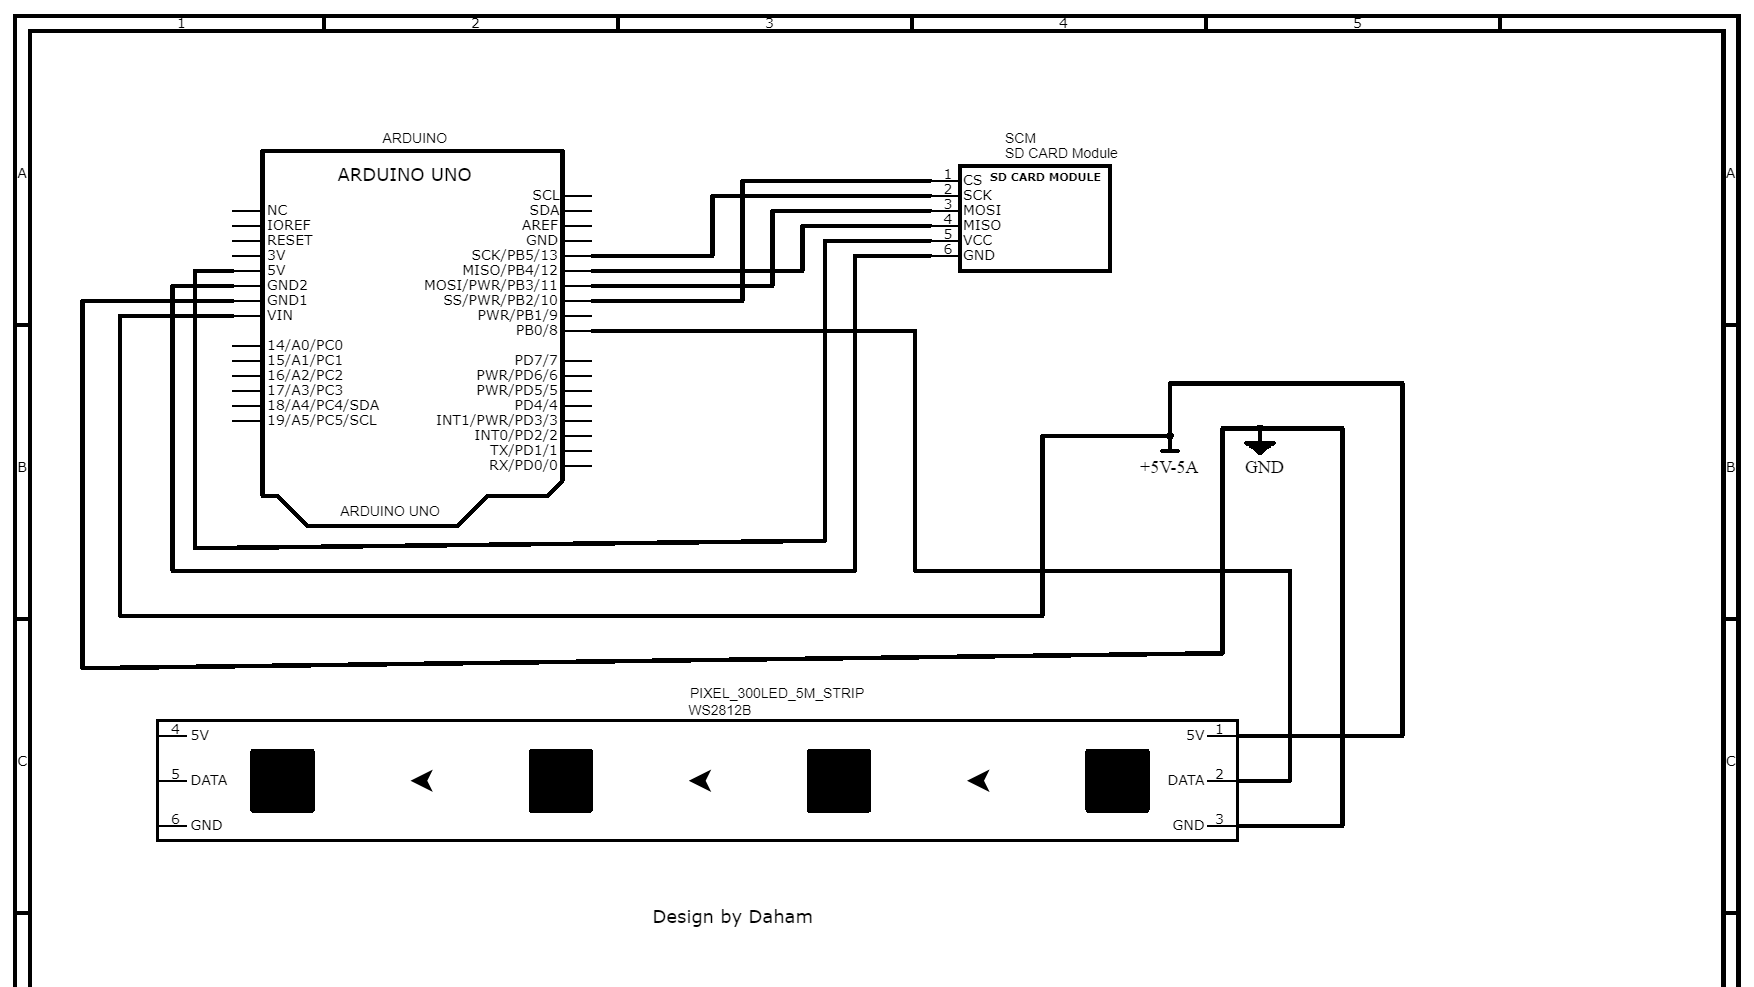 1 2 3 4 5
A A
B B
C C
ARDUINO
ARDUINO UNO
NC
IOREF
RESET
3V
5V
GND2
GND1
VIN
14/A0/PC0
15/A1/PC1
16/A2/PC2
17/A3/PC3
18/A4/PC4/SDA
19/A5/PC5/SCL
SCL
SDA
AREF
GND
SCK/PB5/13
MISO/PB4/12
MOSI/PWR/PB3/11
SS/PWR/PB2/10
PWR/PB1/9
PB0/8
PD7/7
PWR/PD6/6
PWR/PD5/5
PD4/4
INT1/PWR/PD3/3
INT0/PD2/2
TX/PD1/1
RX/PD0/0
ARDUINO UNO
SCM
SD CARD Module
SD CARD MODULE
1 CS
2 SCK
3 MOSI
4 MISO
5 VCC
6 GND
+5V-5A
GND
PIXEL_300LED_5M_STRIP
WS2812B
4 5V
5 DATA
6 GND
5V 1
DATA 2
GND 3
Design by Daham